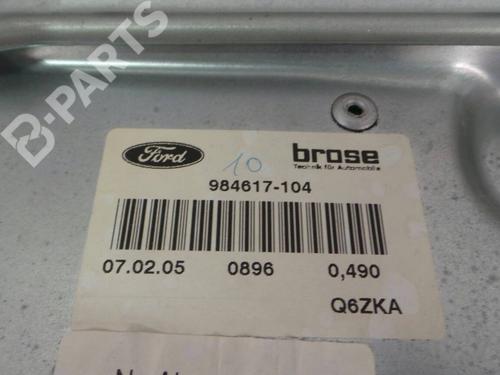 B-PARTS
Ford
10
brose
Technik für Automobile
984617-104
07.02.05 0896 0,490
Q6ZKA